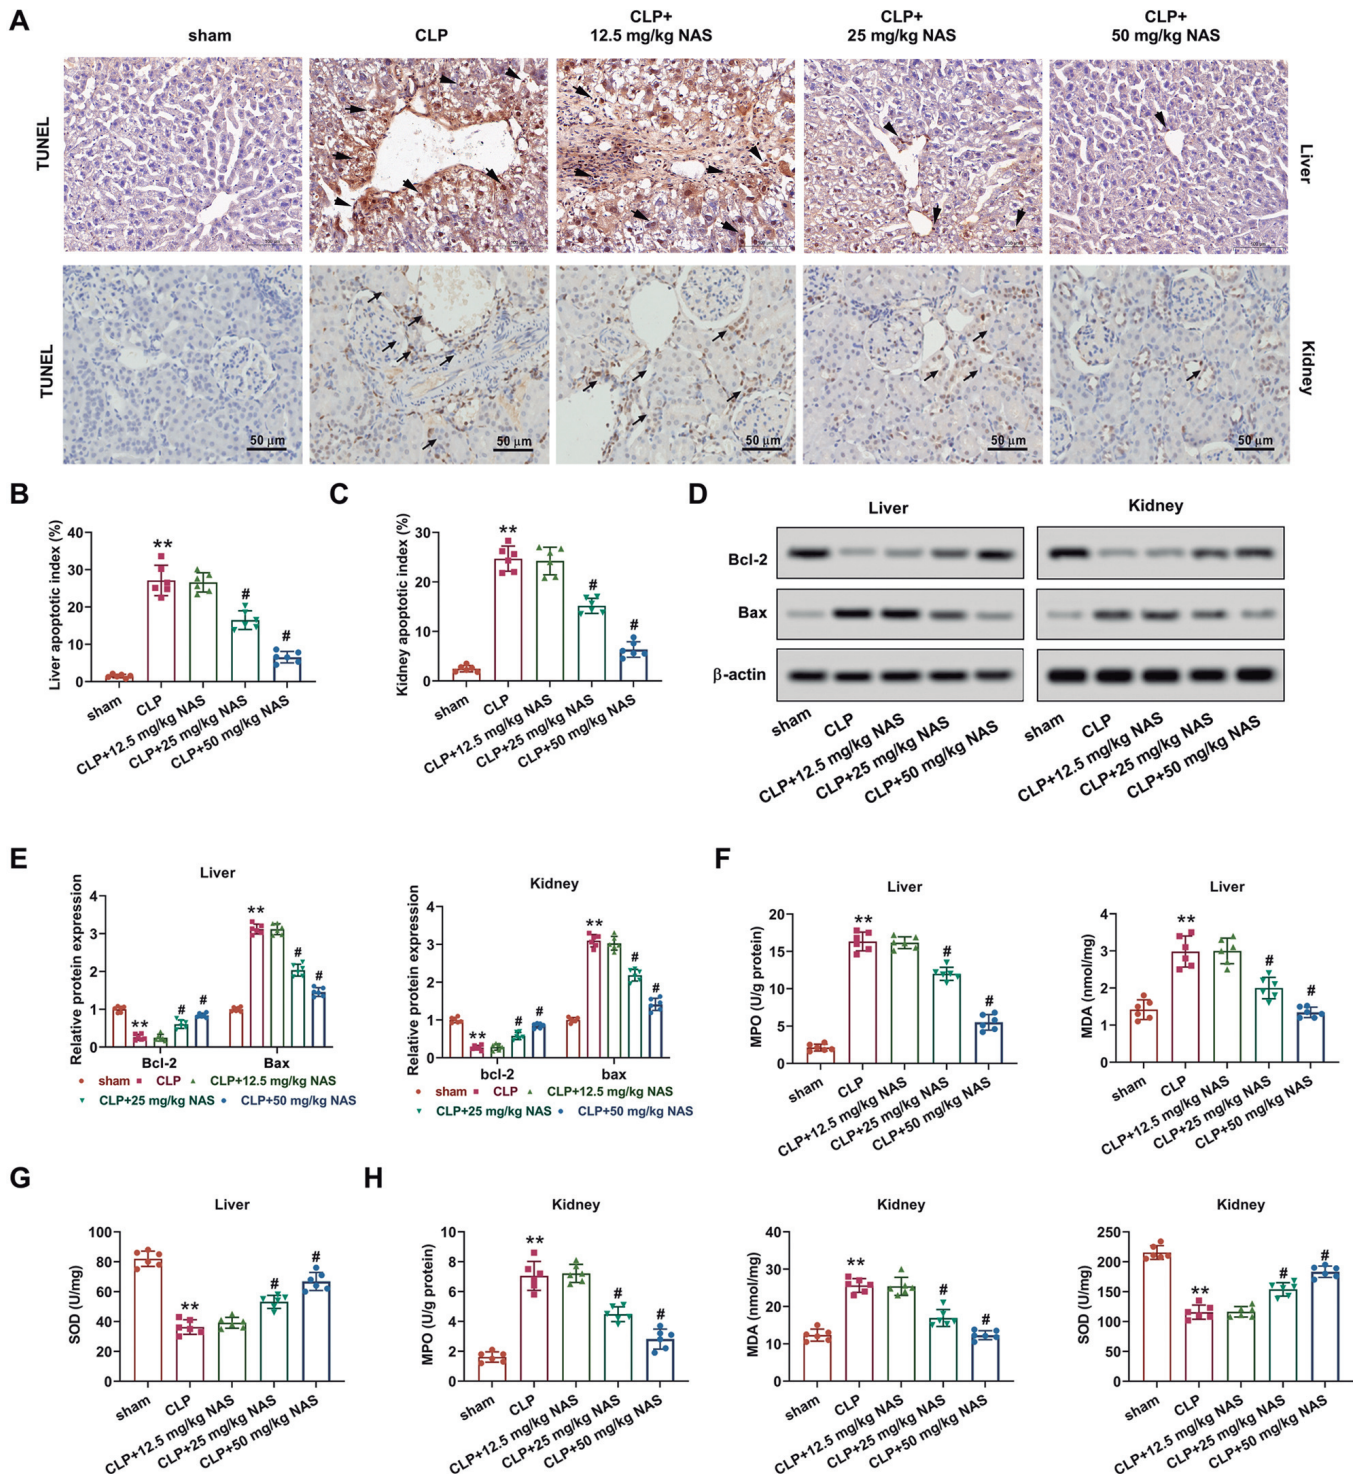 A
sham
CLP
CLP+
12.5 mg/kg NAS
CLP+
25 mg/kg NAS
CLP+
50 mg/kg NAS
TUNEL
Liver
TUNEL
Kidney
50 μm
50 μm
50 μm
50 μm
50 μm
B
Liver apoptotic index (%)
40
30
20
10
0
**
#
#
sham
CLP
CLP+12.5 mg/kg NAS
CLP+25 mg/kg NAS
CLP+50 mg/kg NAS
C
Kidney apoptotic index (%)
30
20
10
0
**
#
#
sham
CLP
CLP+12.5 mg/kg NAS
CLP+25 mg/kg NAS
CLP+50 mg/kg NAS
D
Liver
Kidney
Bcl-2
Bax
β-actin
sham
CLP
CLP+12.5 mg/kg NAS
CLP+25 mg/kg NAS
CLP+50 mg/kg NAS
sham
CLP
CLP+12.5 mg/kg NAS
CLP+25 mg/kg NAS
CLP+50 mg/kg NAS
E
Liver
Relative protein expression
4
3
2
1
0
**
#
#
**
#
#
Bcl-2
Bax
sham CLP CLP+12.5 mg/kg NAS
CLP+25 mg/kg NAS CLP+50 mg/kg NAS
Kidney
Relative protein expression
4
3
2
1
0
**
#
#
**
#
#
bcl-2
bax
sham CLP CLP+12.5 mg/kg NAS
CLP+25 mg/kg NAS CLP+50 mg/kg NAS
F
Liver
MPO (U/g protein)
20
15
10
5
0
**
#
#
sham
CLP
CLP+12.5 mg/kg NAS
CLP+25 mg/kg NAS
CLP+50 mg/kg NAS
Liver
MDA (nmol/mg)
4
3
2
1
0
**
#
#
sham
CLP
CLP+12.5 mg/kg NAS
CLP+25 mg/kg NAS
CLP+50 mg/kg NAS
G
Liver
SOD (U/mg)
100
80
60
40
20
0
**
#
#
sham
CLP
CLP+12.5 mg/kg NAS
CLP+25 mg/kg NAS
CLP+50 mg/kg NAS
H
Kidney
MPO (U/g protein)
10
8
6
4
2
0
**
#
#
sham
CLP
CLP+12.5 mg/kg NAS
CLP+25 mg/kg NAS
CLP+50 mg/kg NAS
Kidney
MDA (nmol/mg)
40
30
20
10
0
**
#
#
sham
CLP
CLP+12.5 mg/kg NAS
CLP+25 mg/kg NAS
CLP+50 mg/kg NAS
Kidney
SOD (U/mg)
250
200
150
100
50
0
**
#
#
sham
CLP
CLP+12.5 mg/kg NAS
CLP+25 mg/kg NAS
CLP+50 mg/kg NAS